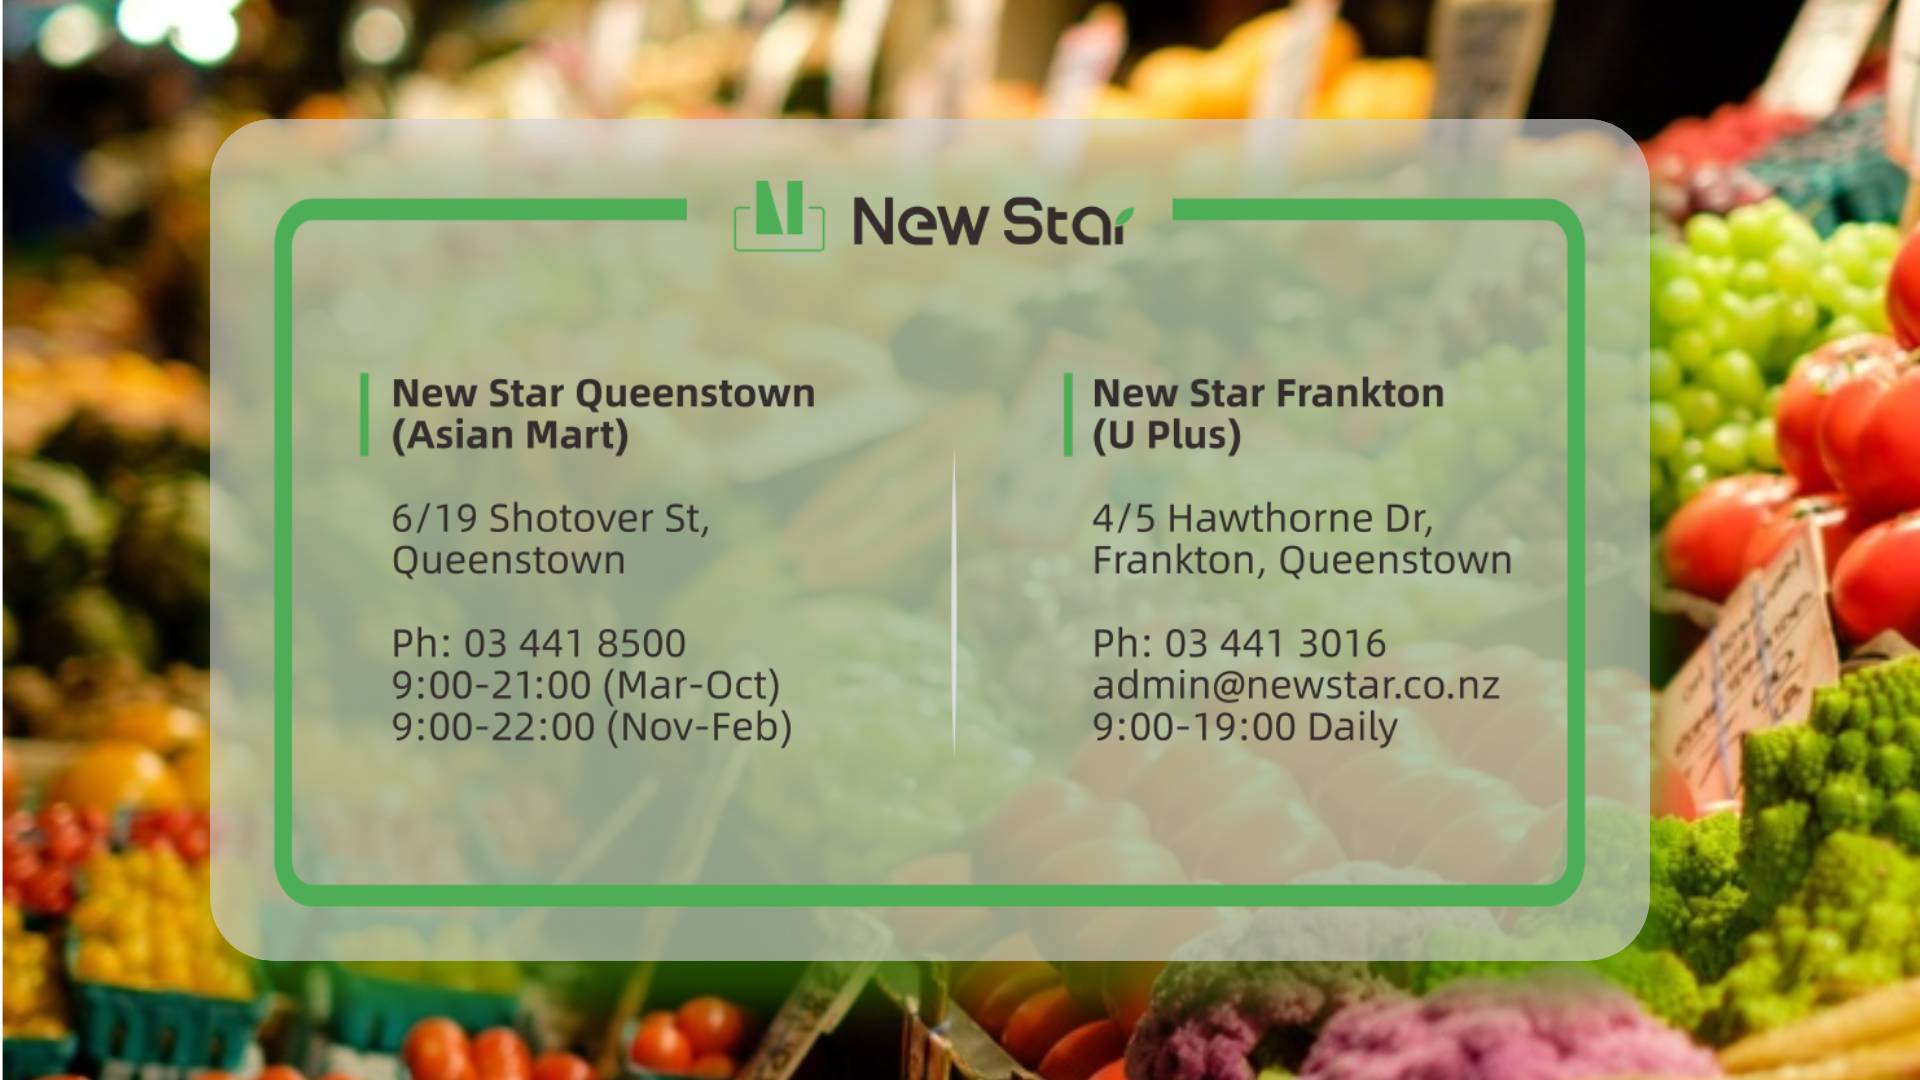 New Star
New Star Queenstown
(Asian Mart)
6/19 Shotover St,
Queenstown
Ph: 03 441 8500
9:00-21:00 (Mar-Oct)
9:00-22:00 (Nov-Feb)
New Star Frankton
(U Plus)
4/5 Hawthorne Dr,
Frankton, Queenstown
Ph: 03 441 3016
admin@newstar.co.nz
9:00-19:00 Daily